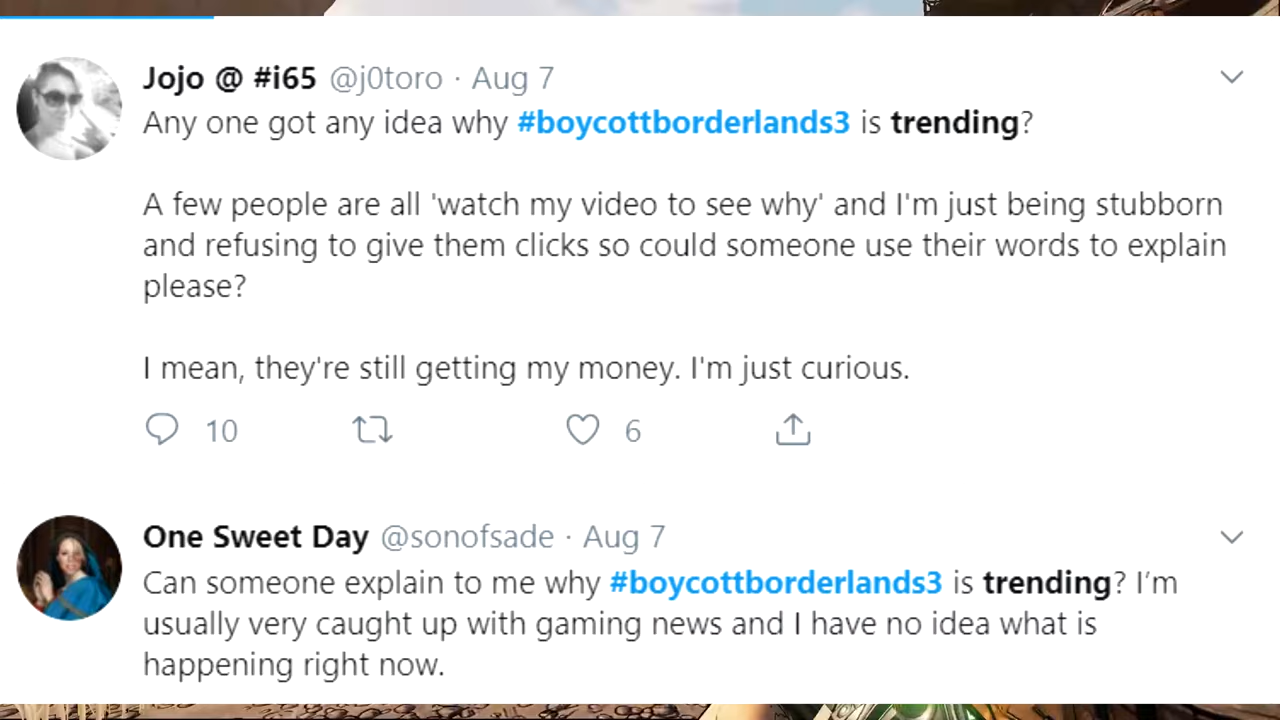 Jojo @ #i65 @j0toro · Aug 7
Any one got any idea why #boycottborderlands3 is trending?
A few people are all 'watch my video to see why' and I'm just being stubborn
and refusing to give them clicks so could someone use their words to explain
please?
I mean, they're still getting my money. I'm just curious.
10 6
One Sweet Day @sonofsade · Aug 7
Can someone explain to me why #boycottborderlands3 is trending? I’m
usually very caught up with gaming news and I have no idea what is
happening right now.